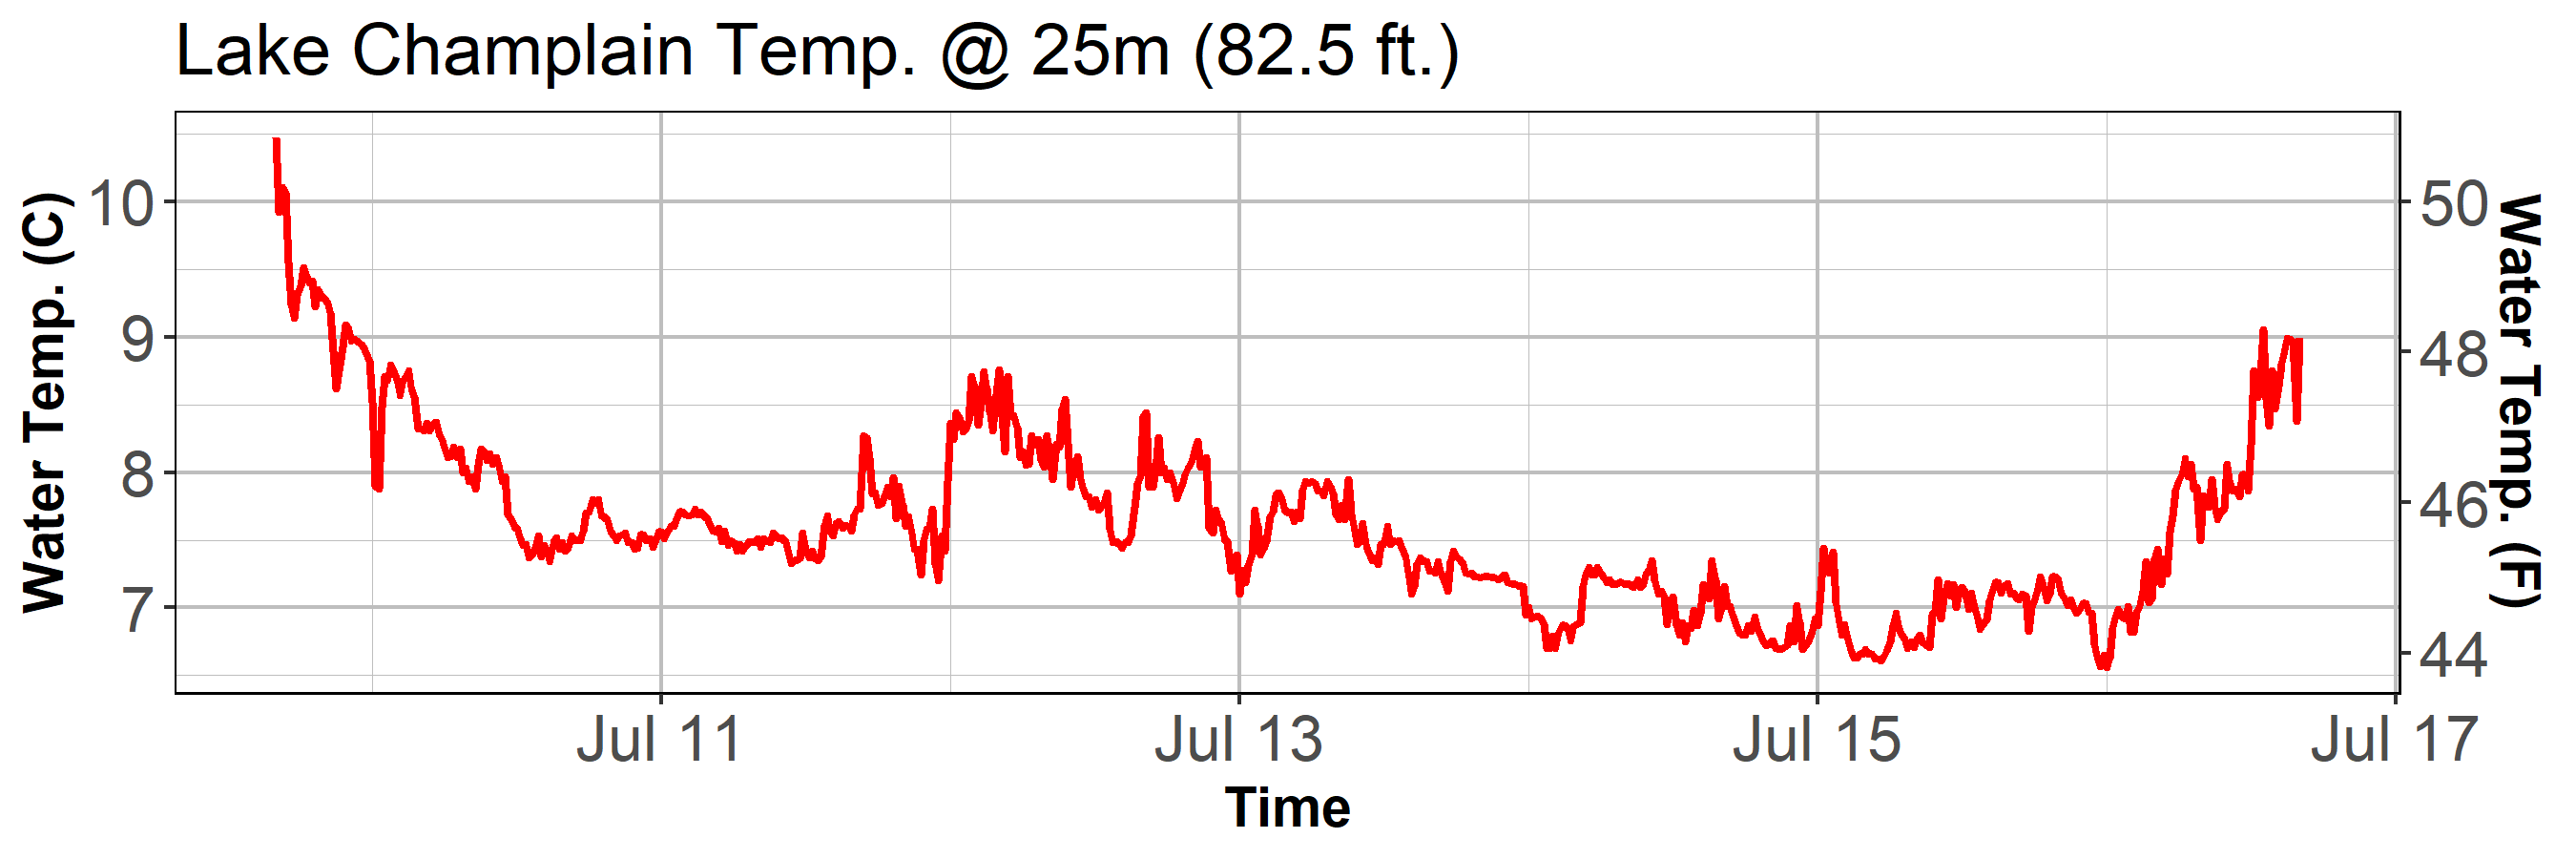 Lake Champlain Temp. @ 25m (82.5 ft.)
Water Temp. (C)
10
9
8
7
50
48
46
44
Water Temp. (F)
Jul 11
Jul 13
Jul 15
Jul 17
Time